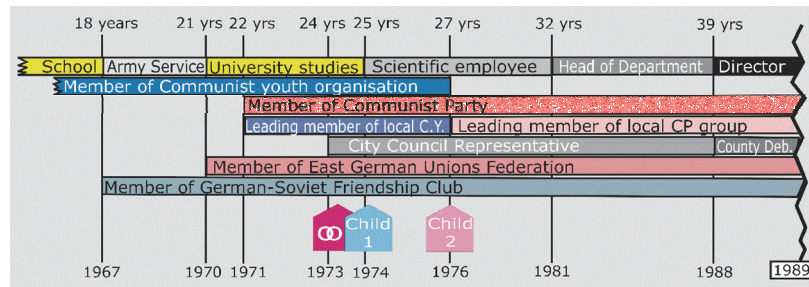 18 years 21 yrs 22 yrs 24 yrs 25 yrs 27 yrs 32 yrs 39 yrs
School Army Service University studies Scientific employee Head of Department Director
Member of Communist youth organisation
Member of Communist Party
Leading member of local C.Y. Leading member of local CP group
City Council Representative County Deb.
Member of East German Unions Federation
Member of German-Soviet Friendship Club
Child 1 Child 2
1967 1970 1971 1973 1974 1976 1981 1988 1989